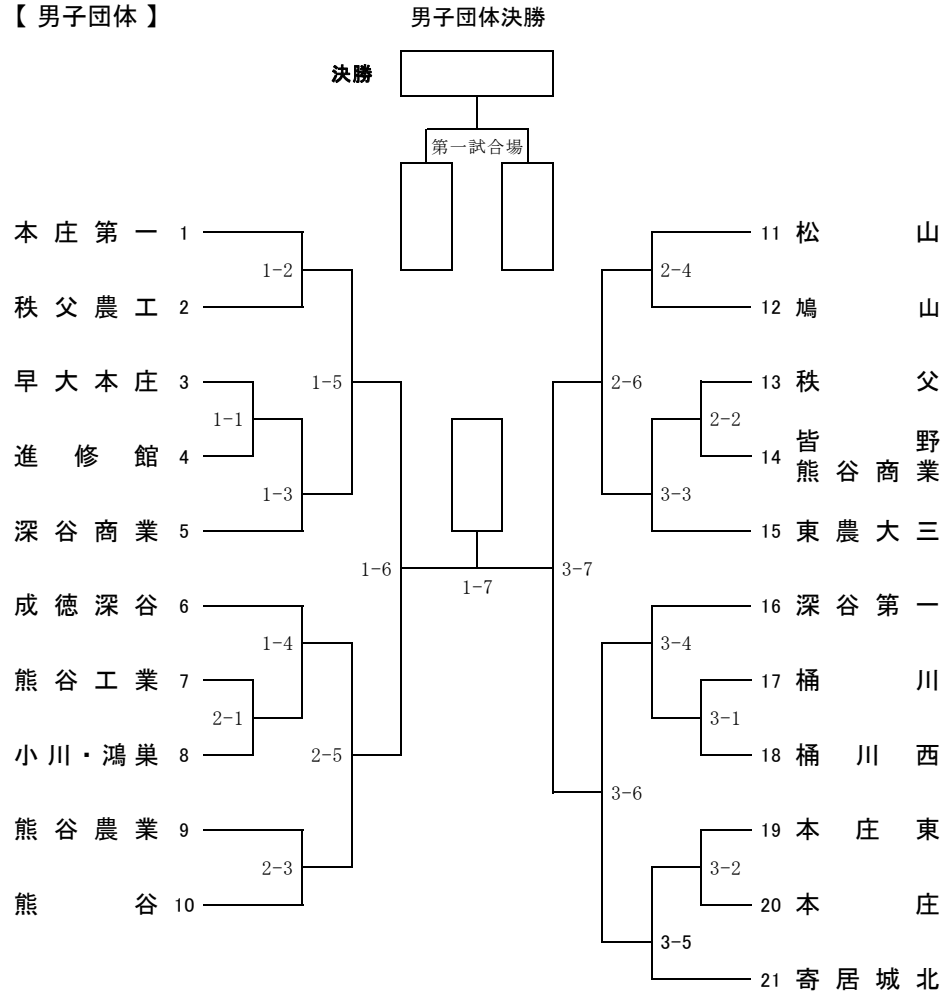 【 男子団体 】
男子団体決勝
決勝
第一試合場
本庄第一 1
1-2
秩父農工 2
早大本庄 3
1-1
進修館 4
1-3
深谷商業 5
1-5
成徳深谷 6
1-4
熊谷工業 7
2-1
小川・鴻巣 8
2-5
熊谷農業 9
2-3
熊谷 10
1-6
1-7
3-7
11 松山
2-4
12 鳩山
2-6
13 秩父
2-2
14 皆野
熊谷商業
3-3
15 東農大三
16 深谷第一
3-4
17 桶川
3-1
18 桶川西
3-6
19 本庄東
3-2
20 本庄
3-5
21 寄居城北